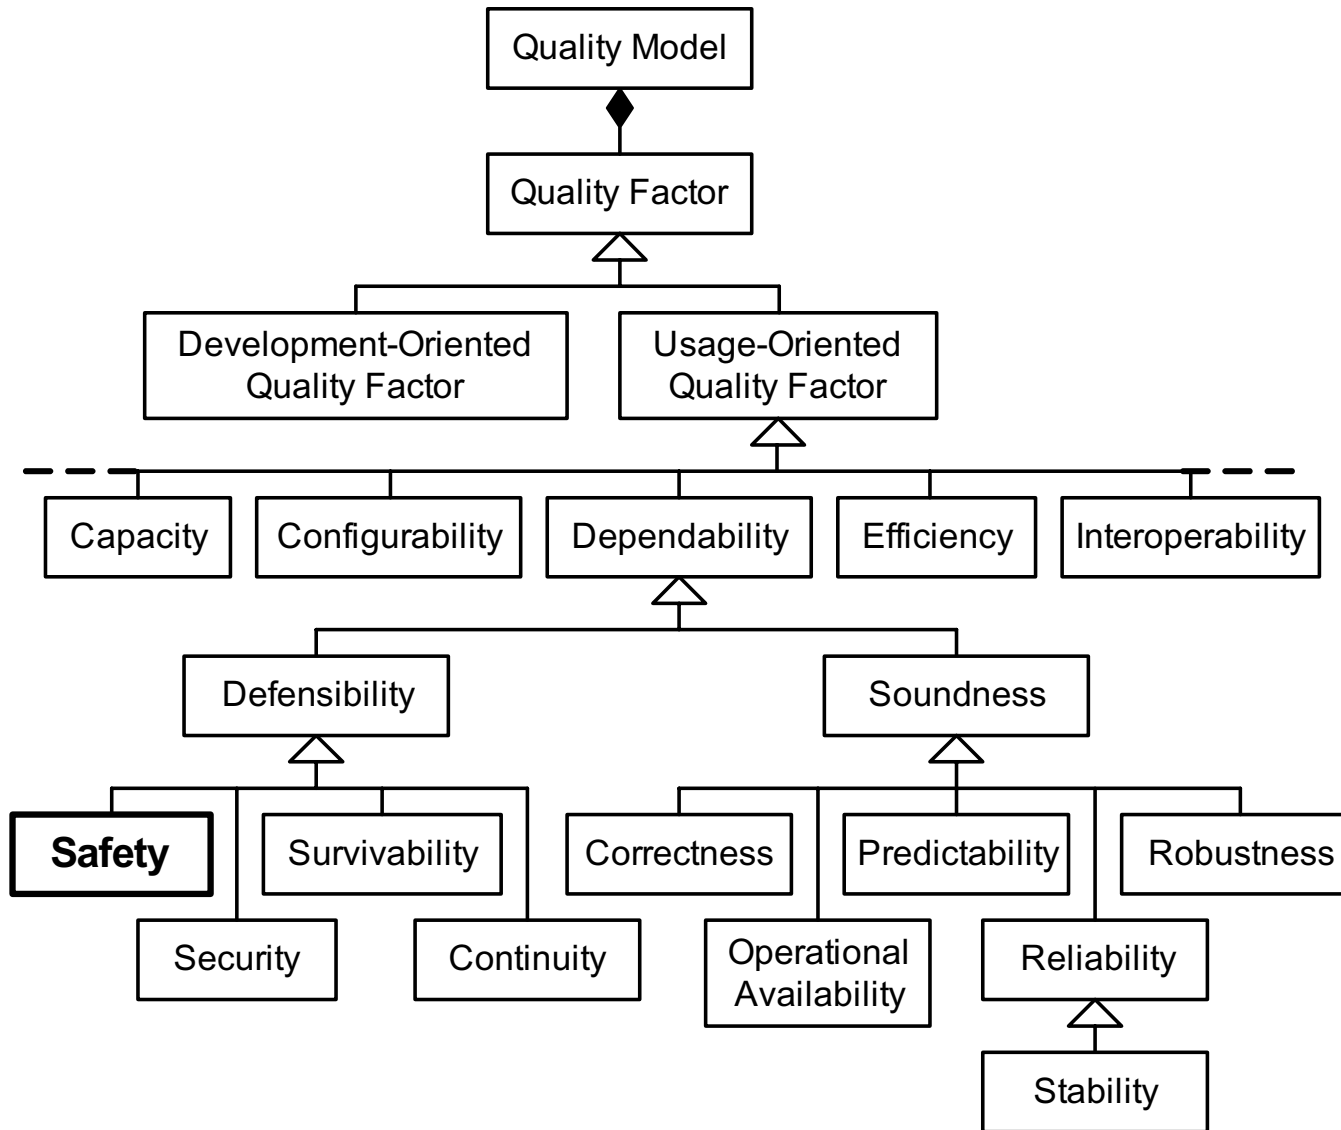 Quality Model
Quality Factor
Development-Oriented
Quality Factor
Usage-Oriented
Quality Factor
Capacity
Configurability
Dependability
Efficiency
Interoperability
Defensibility
Soundness
Safety
Survivability
Correctness
Predictability
Robustness
Security
Continuity
Operational
Availability
Reliability
Stability